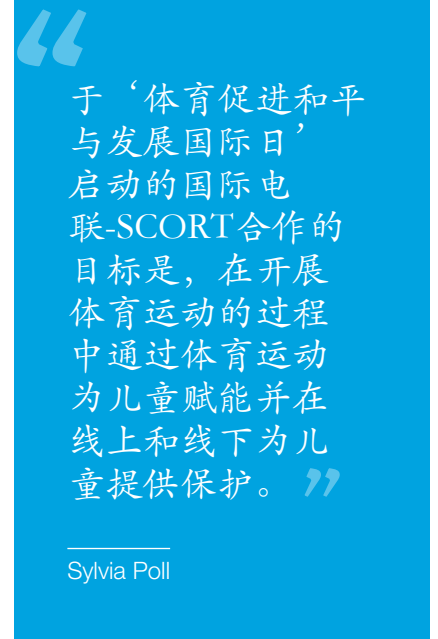 “
于‘体育促进和平
与发展国际日’
启动的国际电
联-SCORT合作的
目标是，在开展
体育运动的过程
中通过体育运动
为儿童赋能并在
线上和线下为儿
童提供保护。”
Sylvia Poll